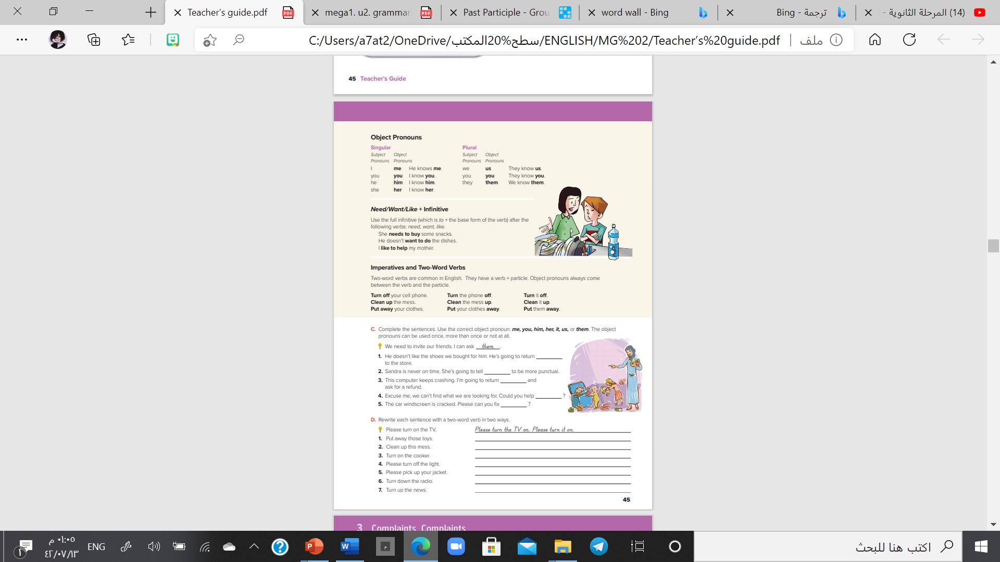 Teacher's guide.pdf
mega1. u2. grammar
Past Participle - Grou
word wall - Bing
ترجمة - Bing
(14) المرحلة الثانوية -
C:/Users/a7at2/OneDrive/سطح%20المكتب/ENGLISH/MG%202/Teacher's%20guide.pdf
ملف
45 Teacher's Guide
Object Pronouns
Singular Plural
Subject Object Subject Object
Pronouns Pronouns Pronouns Pronouns
I me He knows me. we us They know us.
you you I know you. you you They know you.
he him I know him. they them We know them.
she her I know her.
Need/Want/Like + Infinitive
Use the full infinitive (which is to + the base form of the verb) after the
following verbs: need, want, like.
She needs to buy some snacks.
He doesn't want to do the dishes.
I like to help my mother.
Imperatives and Two-Word Verbs
Two-word verbs are common in English. They have a verb + particle. Object pronouns always come
between the verb and the particle.
Turn off your cell phone. Turn the phone off. Turn it off.
Clean up the mess. Clean the mess up. Clean it up.
Put away your clothes. Put your clothes away. Put them away.
C. Complete the sentences. Use the correct object pronoun: me, you, him, her, it, us, or them. The object
pronouns can be used once, more than once or not at all.
We need to invite our friends. I can ask them.
1. He doesn't like the shoes we bought for him. He's going to return ________
to the store.
2. Sandra is never on time. She's going to tell ________ to be more punctual.
3. This computer keeps crashing. I'm going to return ________ and
ask for a refund.
4. Excuse me, we can't find what we are looking for. Could you help ________ ?
5. The car windscreen is cracked. Please can you fix ________ ?
D. Rewrite each sentence with a two-word verb in two ways.
Please turn on the TV. Please turn the TV on. Please turn it on.
1. Put away those toys.
2. Clean up this mess.
3. Turn on the cooker.
4. Please turn off the light.
5. Please pick up your jacket.
6. Turn down the radio.
7. Turn up the news.
45
3 Complaints, Complaints
٠١:٠٥ م
٤٢/٠٧/١٣
ENG
اكتب هنا للبحث